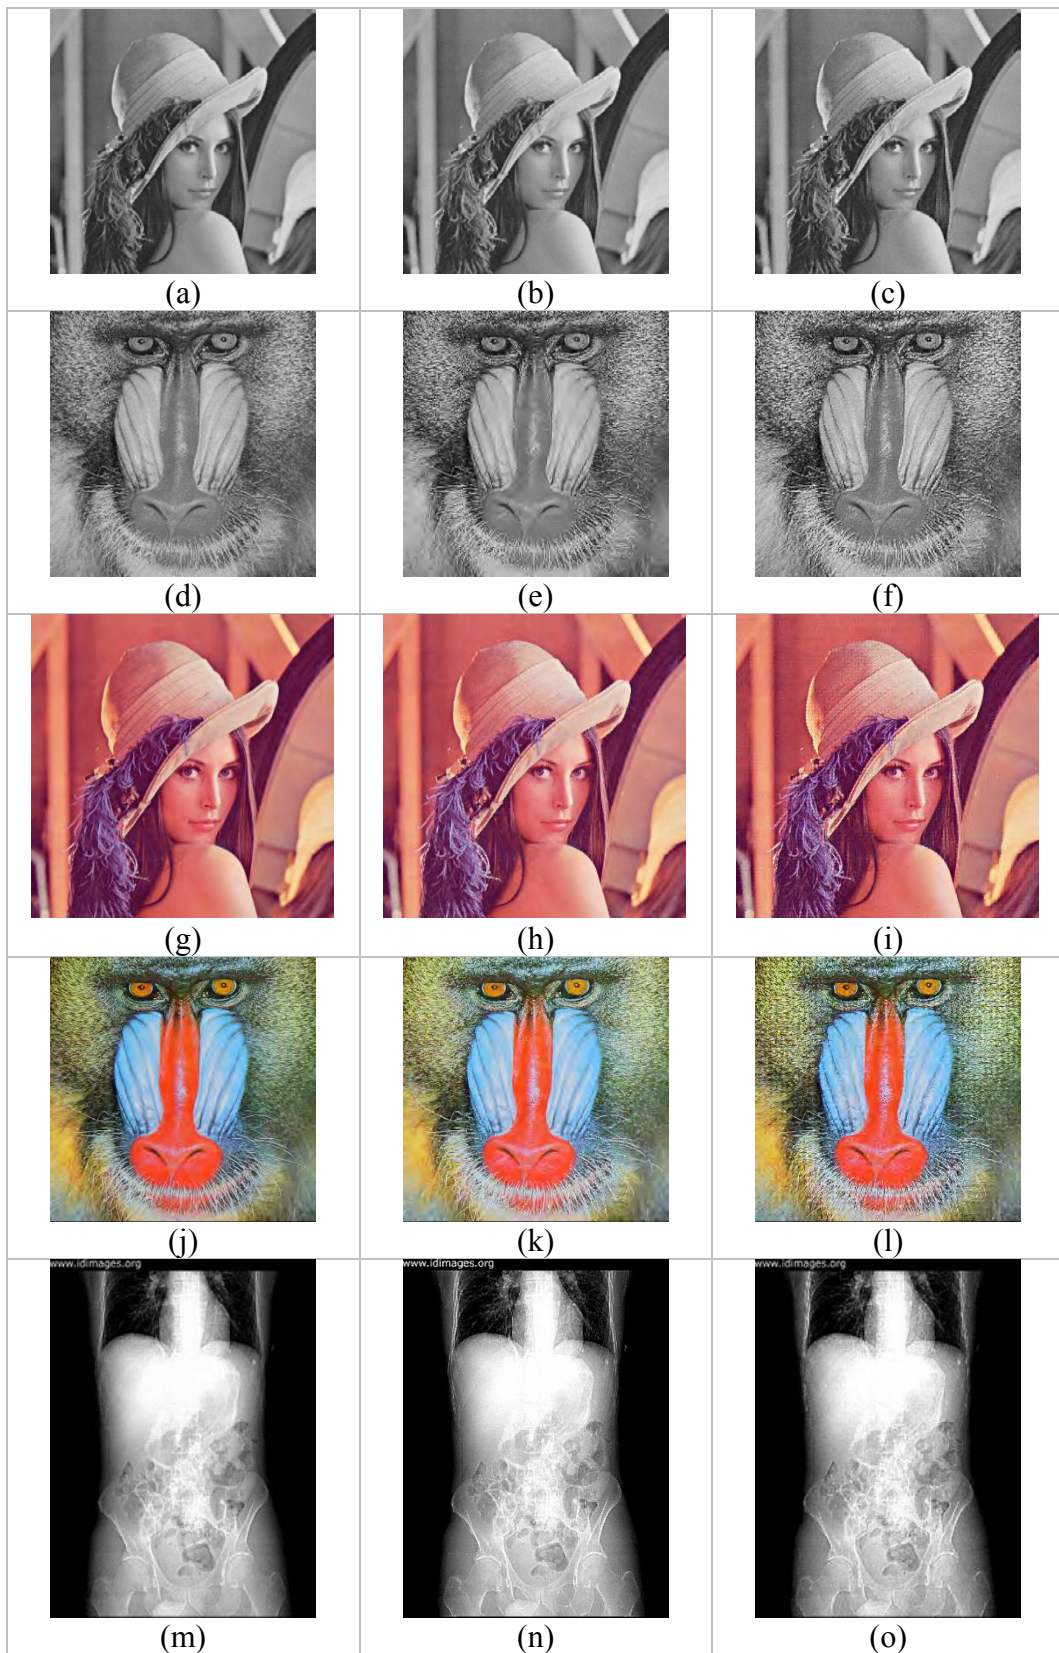 (a) (b) (c)
(d) (e) (f)
(g) (h) (i)
(j) (k) (l)
www.idimages.org www.idimages.org www.idimages.org
(m) (n) (o)